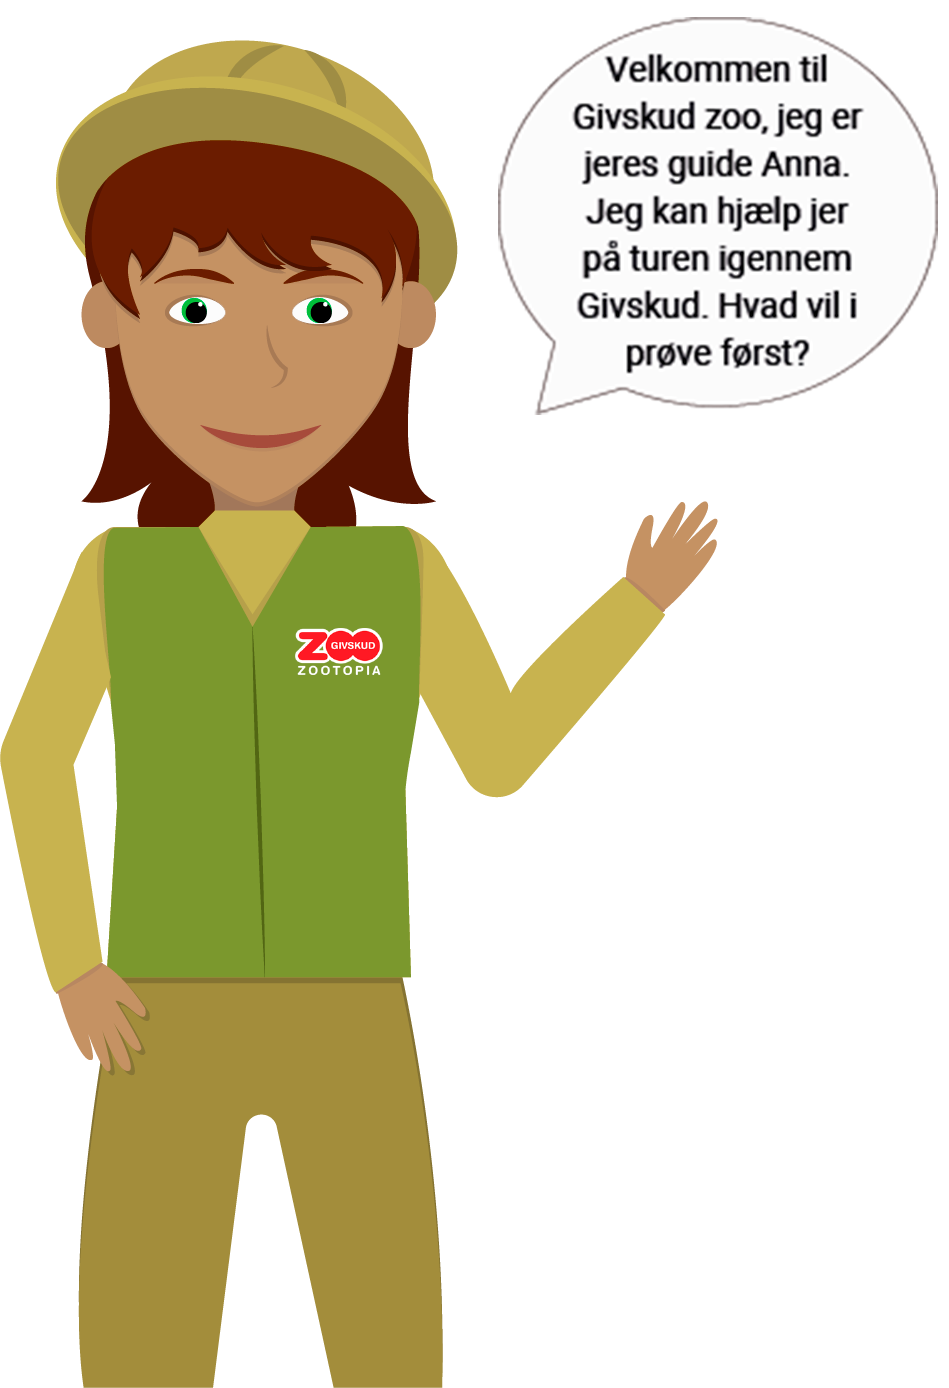 Velkommen til
Givskud zoo, jeg er
jeres guide Anna.
Jeg kan hjælp jer
på turen igennem
Givskud. Hvad vil i
prøve først?
ZOO
GIVSKUD
ZOOTOPIA